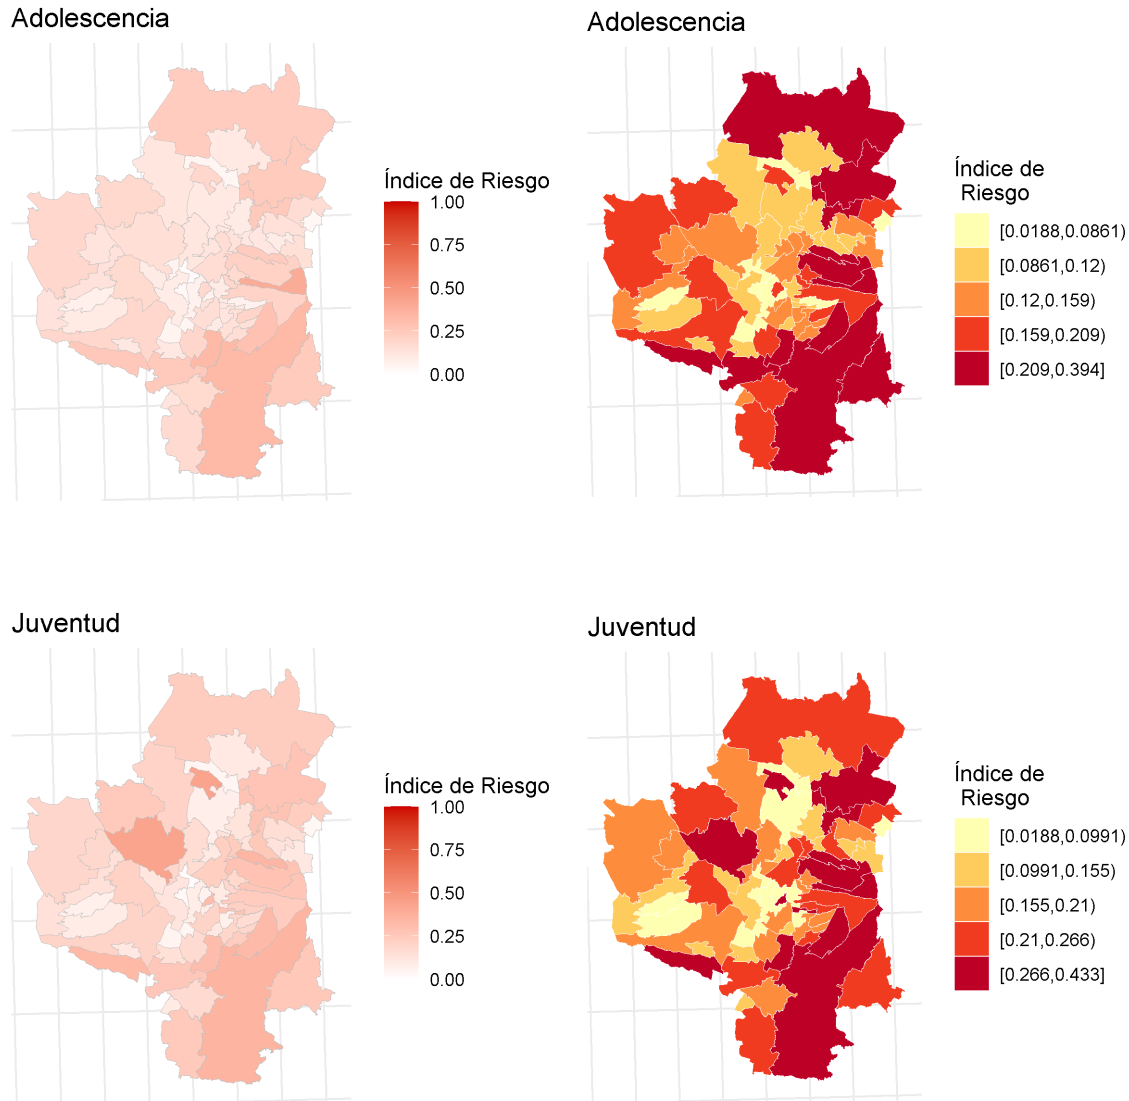 Adolescencia
Índice de Riesgo
1.00
0.75
0.50
0.25
0.00
Adolescencia
Índice de
Riesgo
[0.0188,0.0861)
[0.0861,0.12)
[0.12,0.159)
[0.159,0.209)
[0.209,0.394]
Juventud
Índice de Riesgo
1.00
0.75
0.50
0.25
0.00
Juventud
Índice de
Riesgo
[0.0188,0.0991)
[0.0991,0.155)
[0.155,0.21)
[0.21,0.266)
[0.266,0.433]